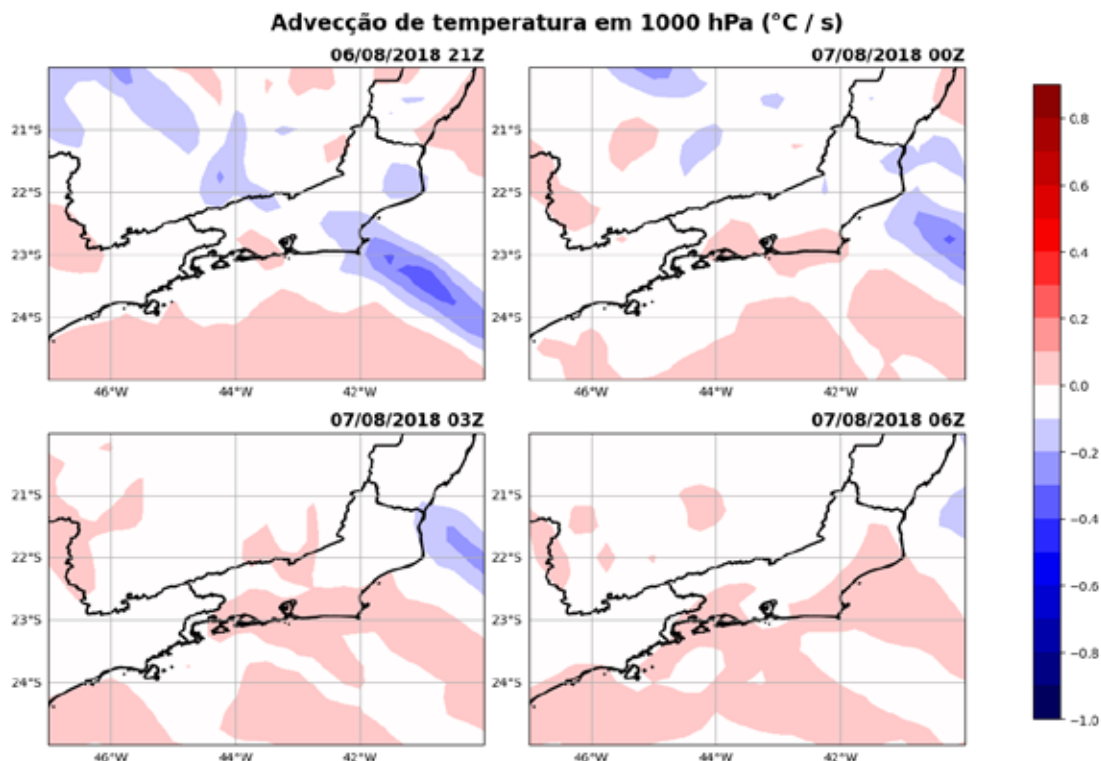 Advecção de temperatura em 1000 hPa (°C / s)
06/08/2018 21Z
07/08/2018 00Z
21°S
22°S
23°S
24°S
46°W
44°W
42°W
21°S
22°S
23°S
24°S
46°W
44°W
42°W
07/08/2018 03Z
07/08/2018 06Z
21°S
22°S
23°S
24°S
46°W
44°W
42°W
21°S
22°S
23°S
24°S
46°W
44°W
42°W
0.8
0.6
0.4
0.2
0.0
−0.2
−0.4
−0.6
−0.8
−1.0